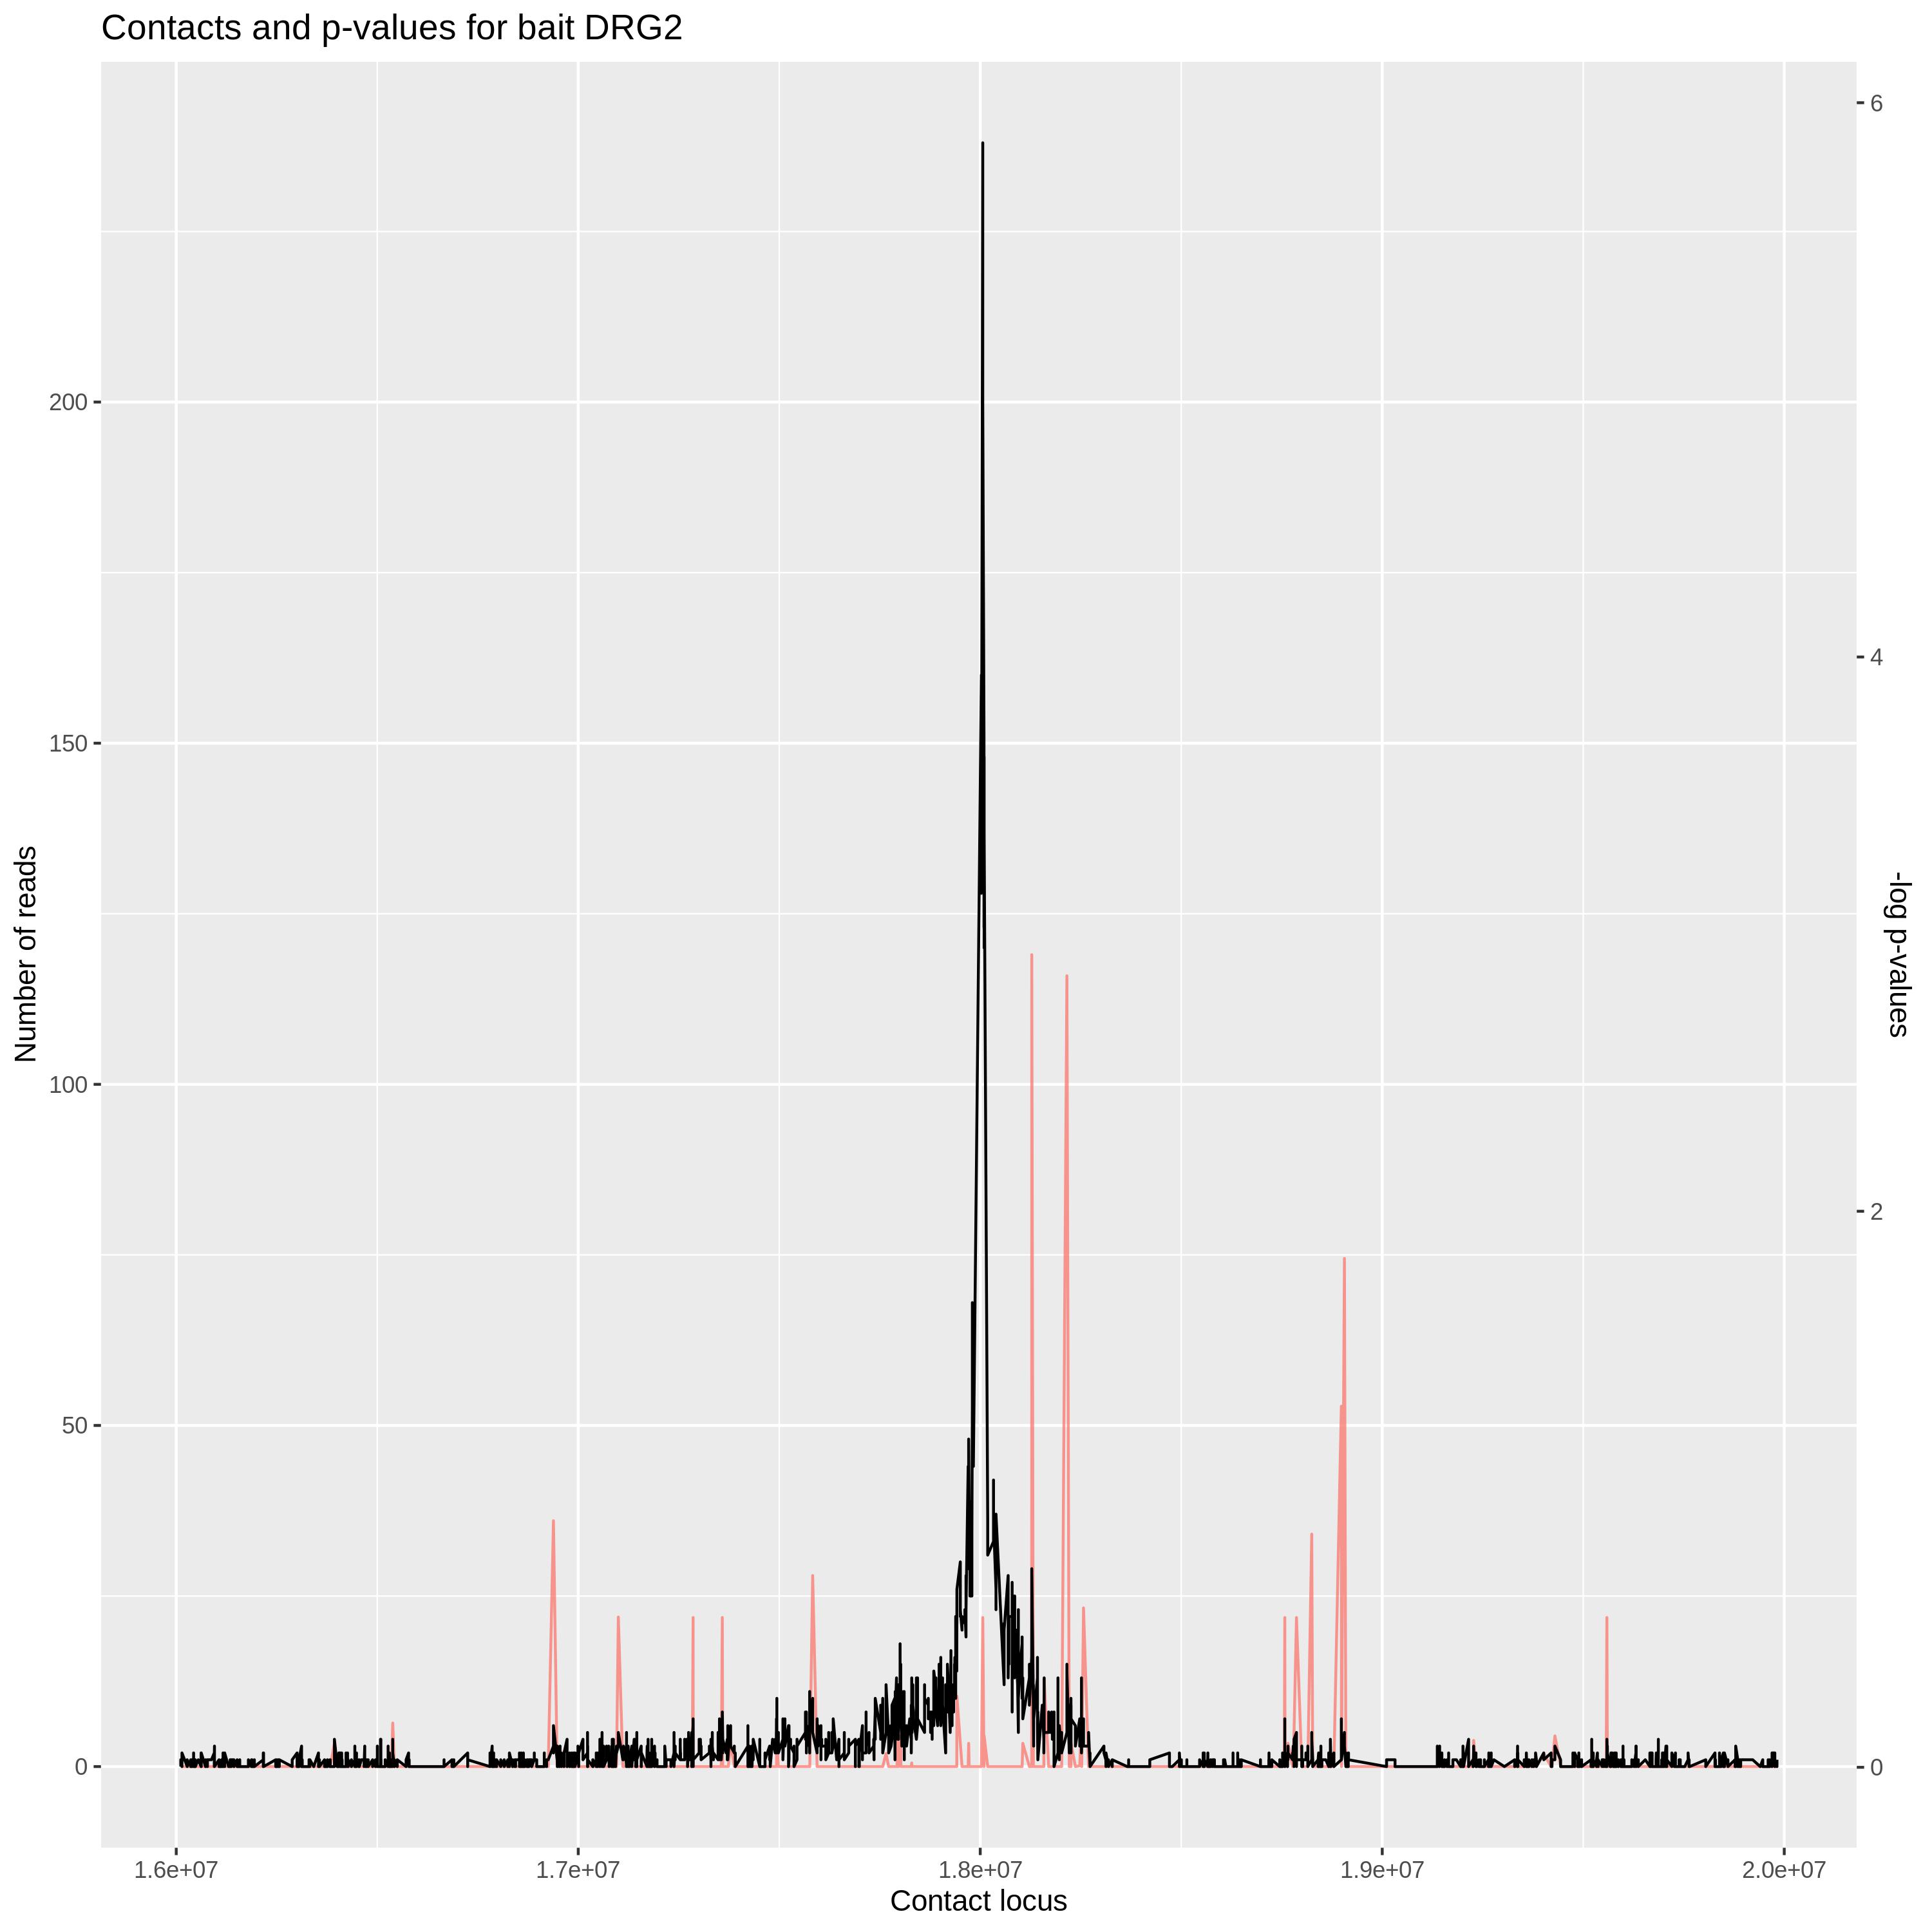 Contacts and p-values for bait DRG2
6
4
2
0
200
150
100
50
0
Number of reads
-log p-values
1.6e+07 1.7e+07 1.8e+07 1.9e+07 2.0e+07
Contact locus